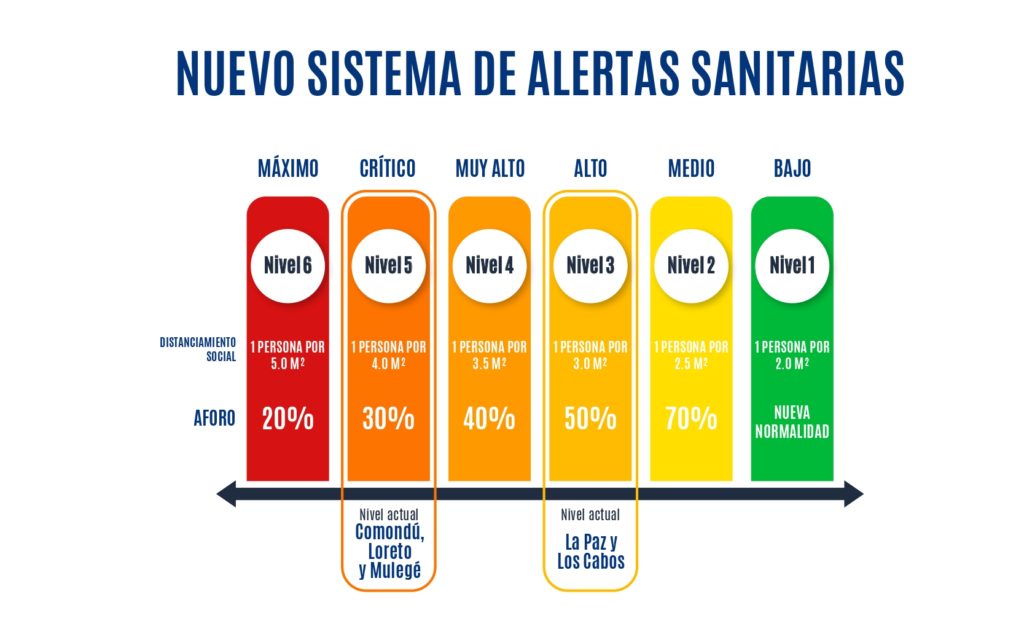 NUEVO SISTEMA DE ALERTAS SANITARIAS
MÁXIMO CRÍTICO MUY ALTO ALTO MEDIO BAJO
Nivel 6 Nivel 5 Nivel 4 Nivel 3 Nivel 2 Nivel 1
DISTANCIAMIENTO
SOCIAL
1 PERSONA POR
5.0 M²
1 PERSONA POR
4.0 M²
1 PERSONA POR
3.5 M²
1 PERSONA POR
3.0 M²
1 PERSONA POR
2.5 M²
1 PERSONA POR
2.0 M²
AFORO 20% 30% 40% 50% 70%
NUEVA
NORMALIDAD
Nivel actual
Comondú,
Loreto
y Mulegé
Nivel actual
La Paz y
Los Cabos